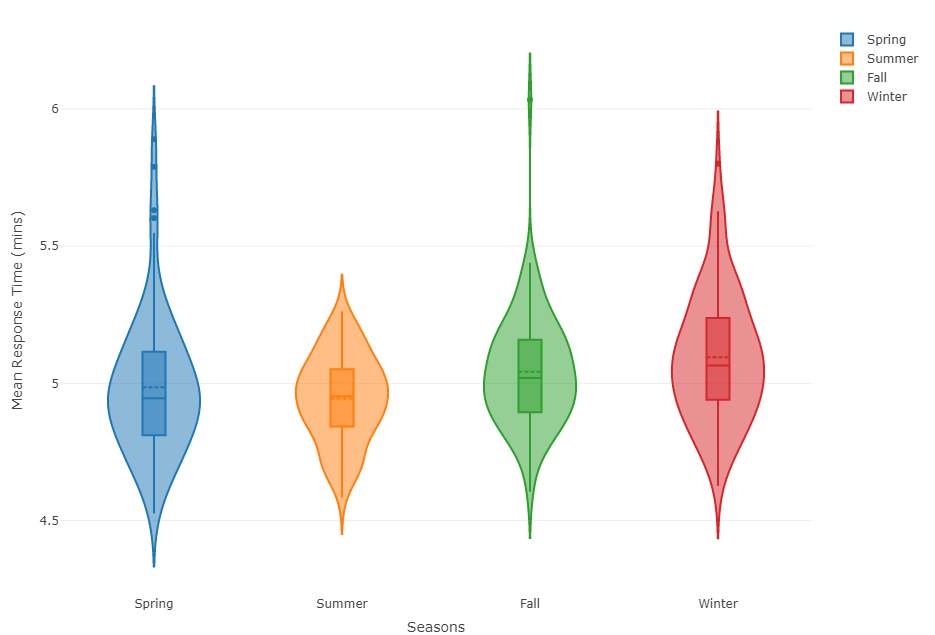 Spring
Summer
Fall
Winter
6
5.5
5
4.5
Mean Response Time (mins)
Spring
Summer
Fall
Winter
Seasons